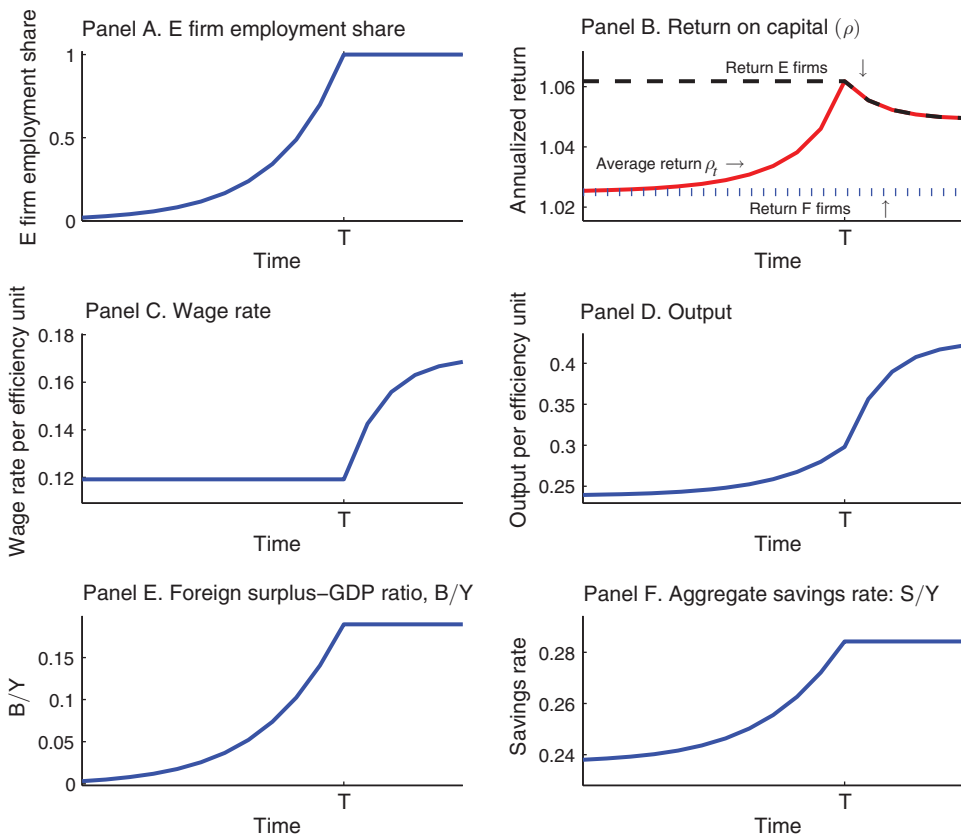 Panel A. E firm employment share
E firm employment share
1
0.5
0
T
Time
Panel B. Return on capital (ρ)
Annualized return
1.06
1.04
1.02
Return E firms ↓
Average return ρt →
Return F firms ↑
T
Time
Panel C. Wage rate
Wage rate per efficiency unit
0.18
0.16
0.14
0.12
T
Time
Panel D. Output
Output per efficiency unit
0.4
0.35
0.3
0.25
T
Time
Panel E. Foreign surplus−GDP ratio, B/Y
B/Y
0.15
0.1
0.05
0
T
Time
Panel F. Aggregate savings rate: S/Y
Savings rate
0.28
0.26
0.24
T
Time